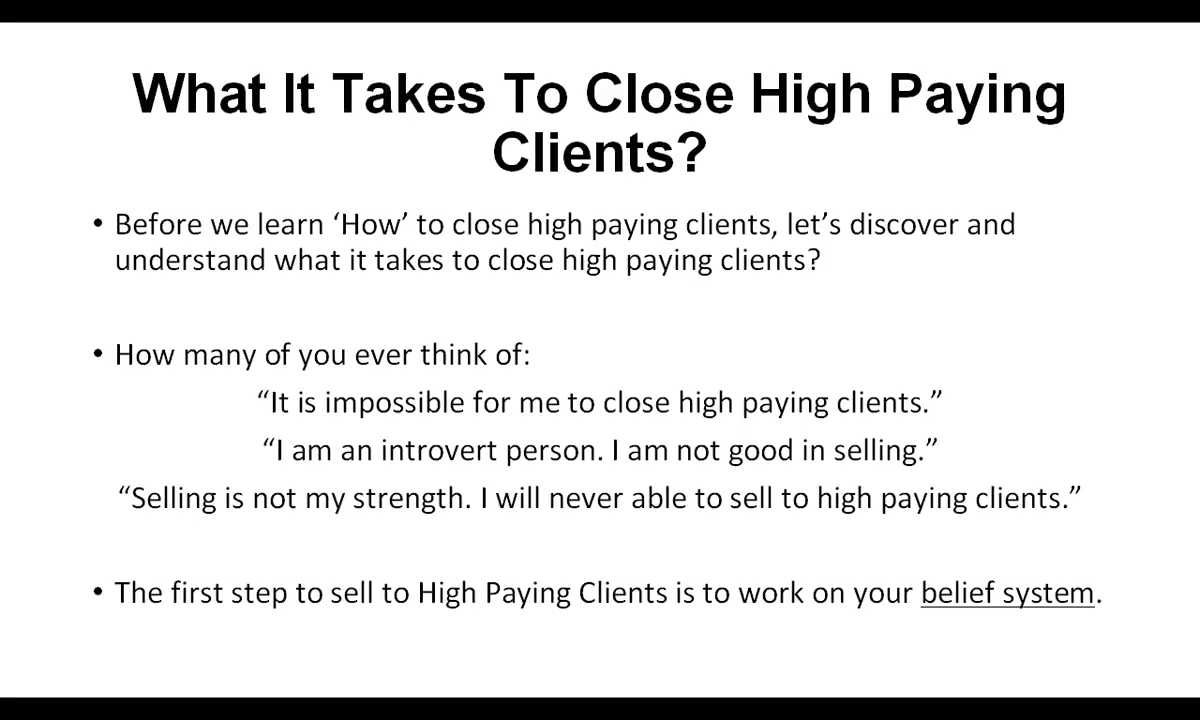 What It Takes To Close High Paying
Clients?
• Before we learn ‘How’ to close high paying clients, let’s discover and
understand what it takes to close high paying clients?
• How many of you ever think of:
“It is impossible for me to close high paying clients.”
“I am an introvert person. I am not good in selling.”
“Selling is not my strength. I will never able to sell to high paying clients.”
• The first step to sell to High Paying Clients is to work on your belief system.